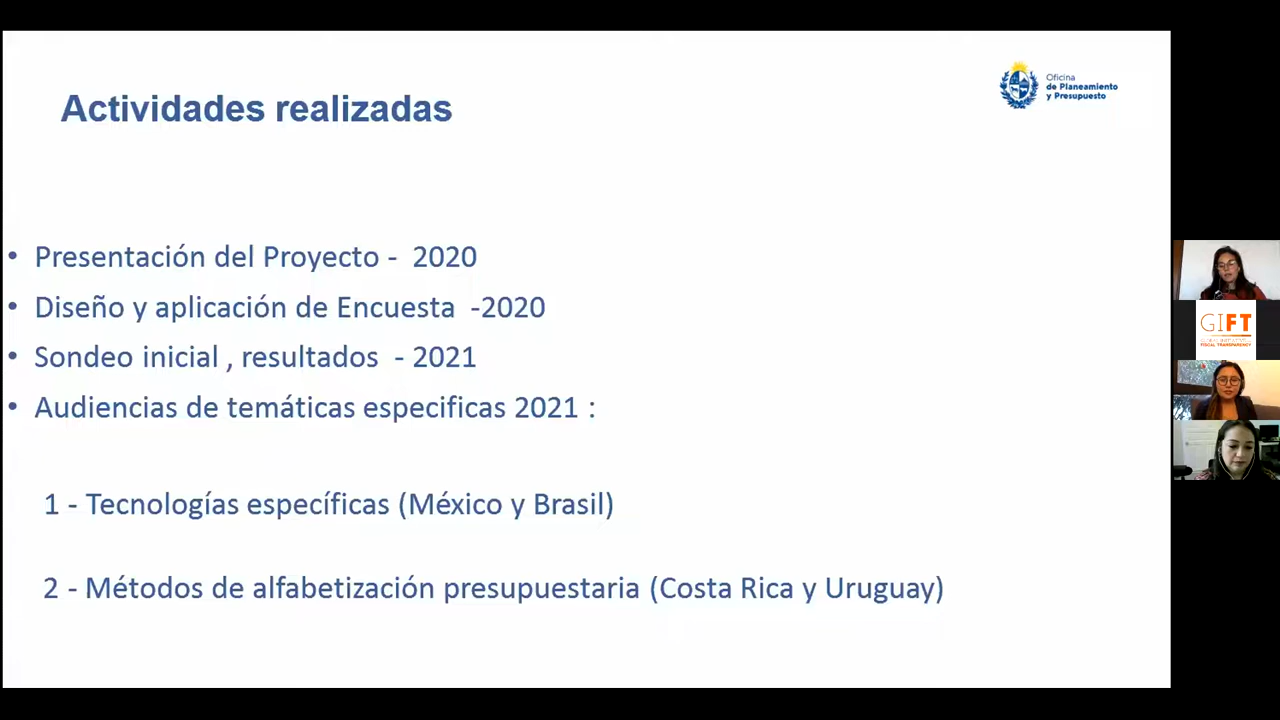 Actividades realizadas
Oficina
de Planeamiento
y Presupuesto
• Presentación del Proyecto - 2020
• Diseño y aplicación de Encuesta -2020
• Sondeo inicial , resultados - 2021
• Audiencias de temáticas especificas 2021 :
1 - Tecnologías específicas (México y Brasil)
2 - Métodos de alfabetización presupuestaria (Costa Rica y Uruguay)
GIFT
FISCAL TRANSPARENCY